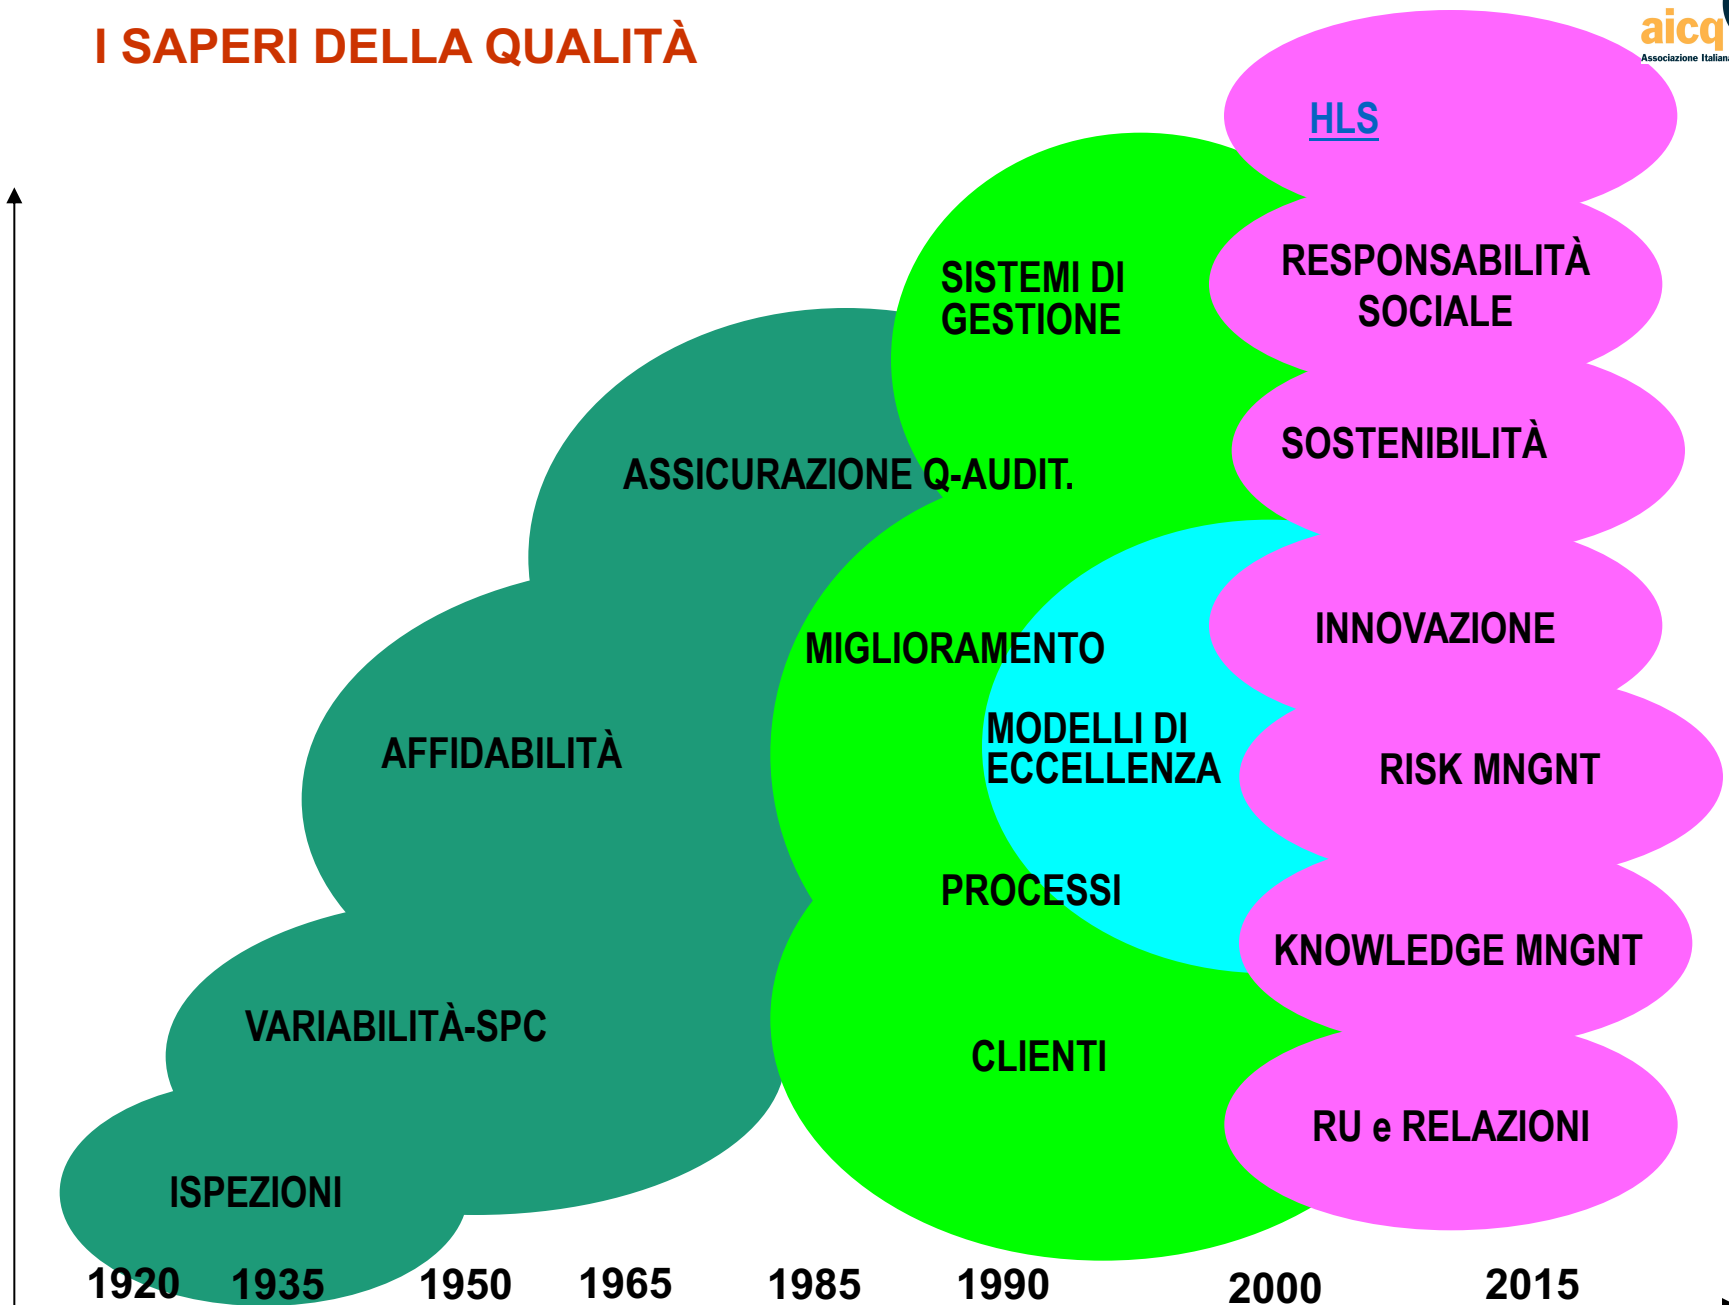 I SAPERI DELLA QUALITÀ
aicq
Associazione Italiana
HLS
RESPONSABILITÀ
SOCIALE
SISTEMI DI
GESTIONE
SOSTENIBILITÀ
ASSICURAZIONE Q-AUDIT.
INNOVAZIONE
MIGLIORAMENTO
MODELLI DI
ECCELLENZA
AFFIDABILITÀ
RISK MNGNT
PROCESSI
KNOWLEDGE MNGNT
VARIABILITÀ-SPC
CLIENTI
RU e RELAZIONI
ISPEZIONI
1920 1935 1950 1965 1985 1990 2000 2015